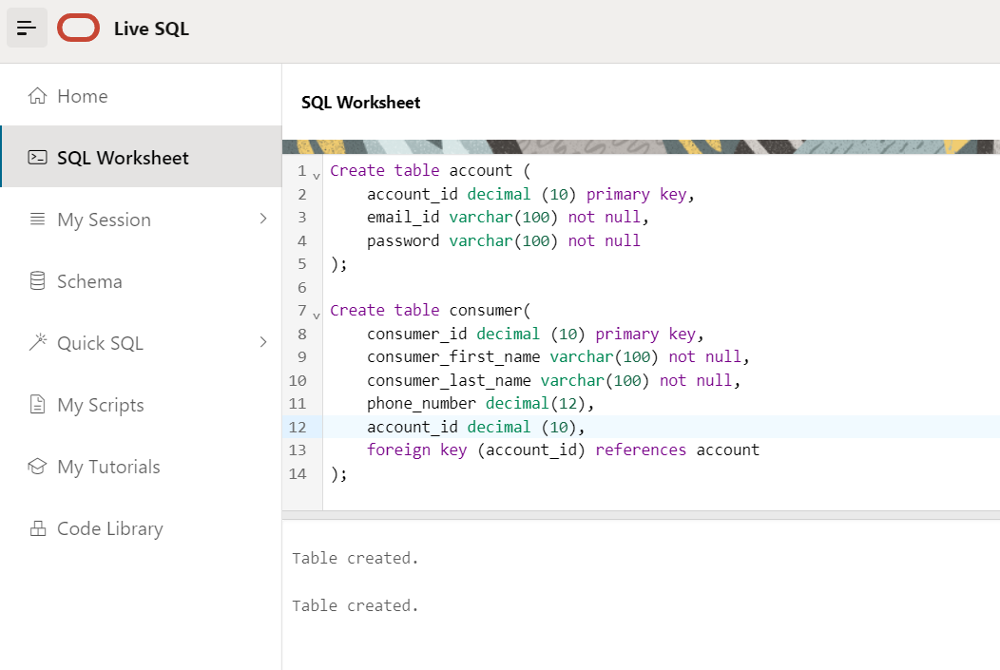 Live SQL
Home
SQL Worksheet
My Session
Schema
Quick SQL
My Scripts
My Tutorials
Code Library
SQL Worksheet
1 Create table account (
2     account_id decimal (10) primary key,
3     email_id varchar(100) not null,
4     password varchar(100) not null
5 );
6
7 Create table consumer(
8     consumer_id decimal (10) primary key,
9     consumer_first_name varchar(100) not null,
10     consumer_last_name varchar(100) not null,
11     phone_number decimal(12),
12     account_id decimal (10),
13     foreign key (account_id) references account
14 );
Table created.
Table created.